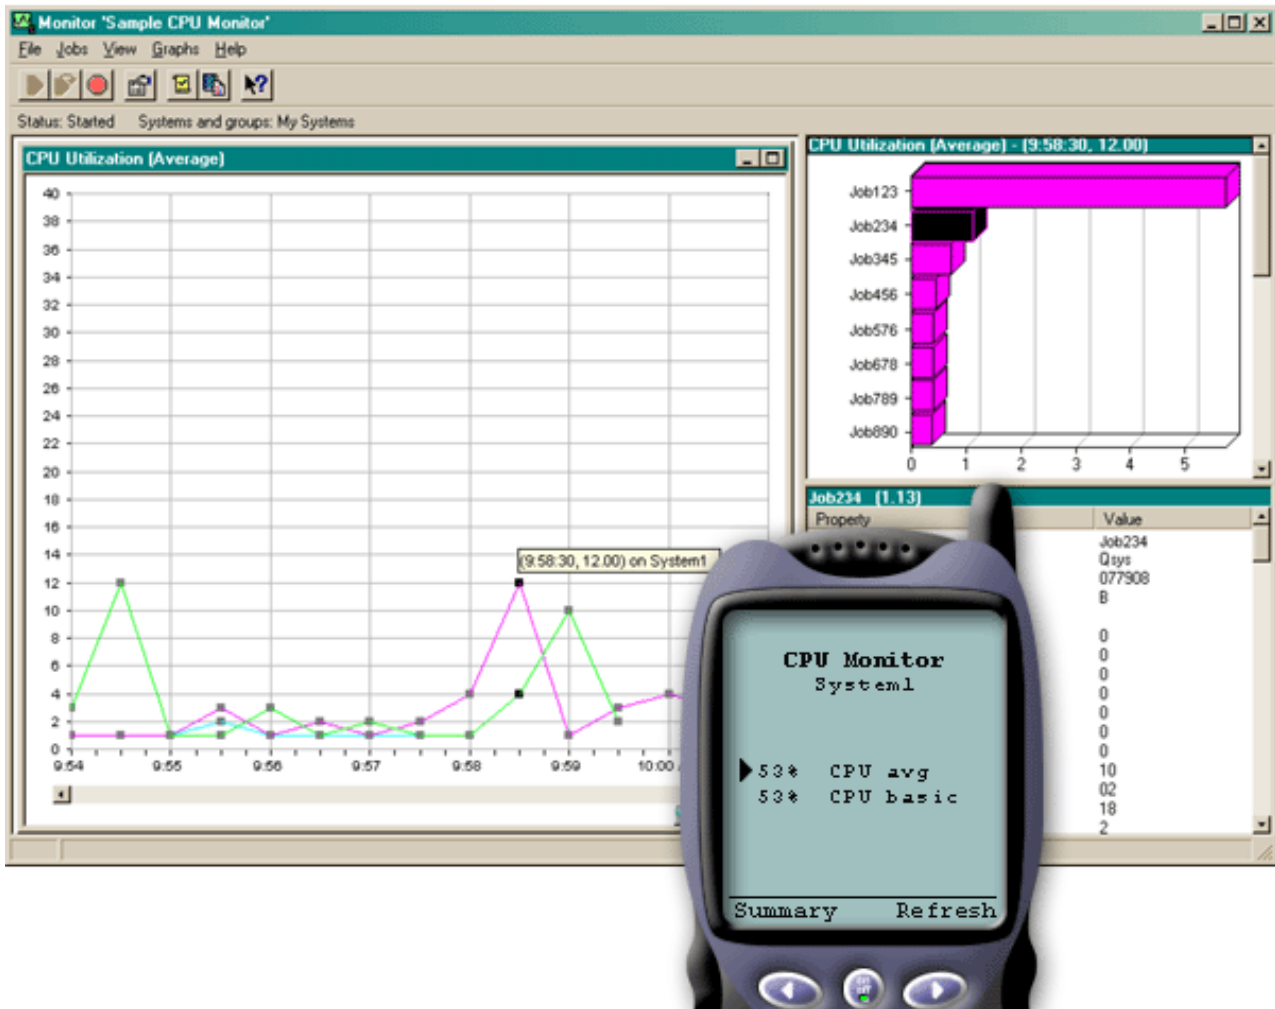 Monitor 'Sample CPU Monitor'
File Jobs View Graphs Help
Status: Started Systems and groups: My Systems
CPU Utilization (Average)
40
38
36
34
32
30
28
26
24
22
20
18
16
14
12
10
8
6
4
2
0
9:54 9:55 9:56 9:57 9:58 9:59 10:00
(9:58:30, 12.00) on System1
CPU Utilization (Average) - (9:58:30, 12.00)
Job123
Job234
Job345
Job456
Job576
Job678
Job789
Job890
0 1 2 3 4 5
Job234 (1.13)
Property Value
Job234
Qsys
077908
B
0
0
0
0
0
0
0
10
02
18
2
CPU Monitor
System1
53% CPU avg
53% CPU basic
Summary Refresh